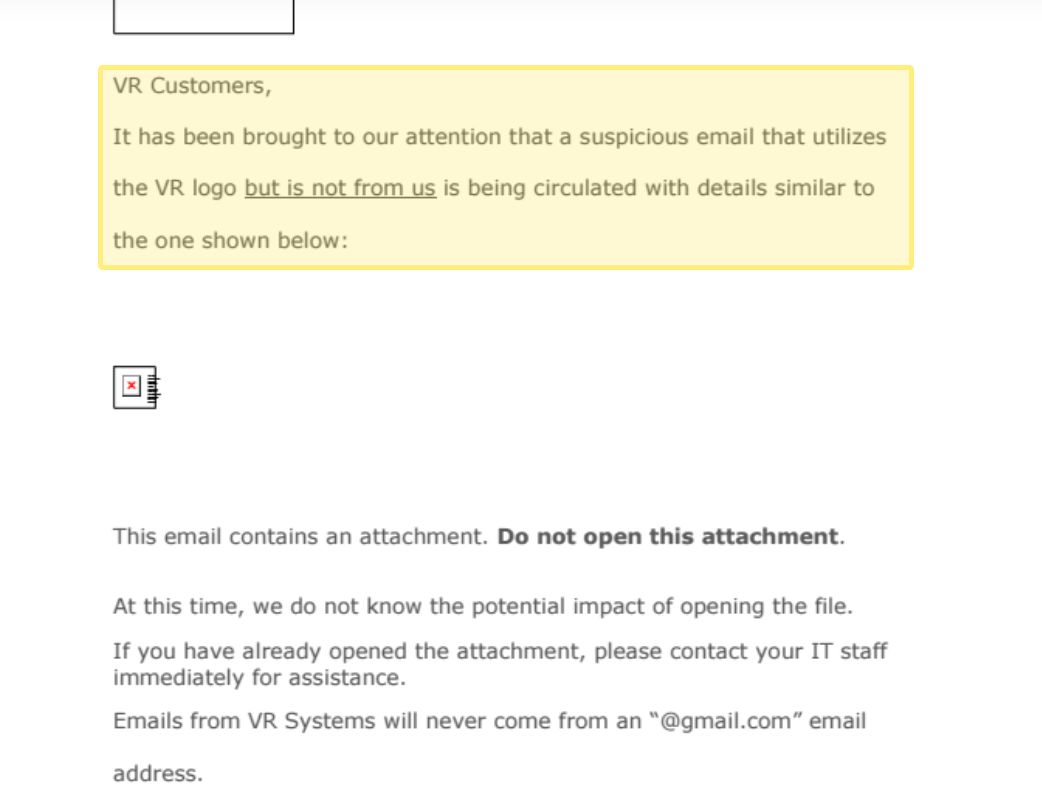 VR Customers,
It has been brought to our attention that a suspicious email that utilizes
the VR logo but is not from us is being circulated with details similar to
the one shown below:
This email contains an attachment. Do not open this attachment.
At this time, we do not know the potential impact of opening the file.
If you have already opened the attachment, please contact your IT staff
immediately for assistance.
Emails from VR Systems will never come from an “@gmail.com” email
address.